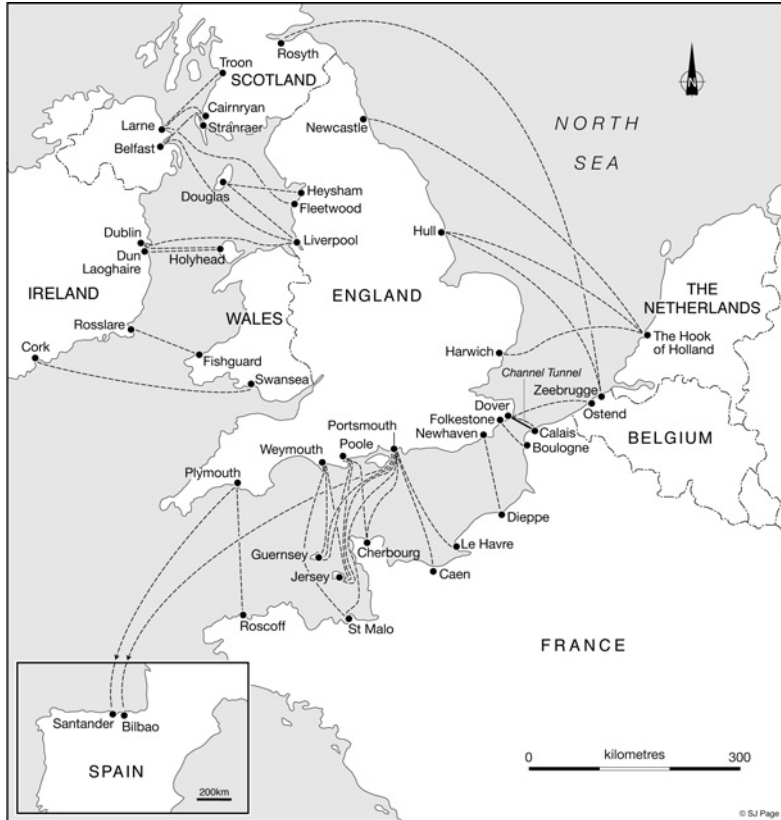 Rosyth
Troon
SCOTLAND
N
Cairnryan
Stranraer
Larne
Belfast
Newcastle
NORTH
SEA
Douglas
Heysham
Fleetwood
Dublin
Dun
Laoghaire
Holyhead
Liverpool
Hull
IRELAND
WALES
ENGLAND
THE
NETHERLANDS
Rosslare
Cork
Fishguard
Swansea
Harwich
The Hook
of Holland
Channel Tunnel
Zeebrugge
Ostend
Dover
Folkestone
Newhaven
Calais
Boulogne
BELGIUM
Portsmouth
Poole
Weymouth
Plymouth
Dieppe
Guernsey
Cherbourg
Le Havre
Jersey
Caen
Roscoff
St Malo
FRANCE
Santander
Bilbao
SPAIN
200km
kilometres
0
300
© SJ Page